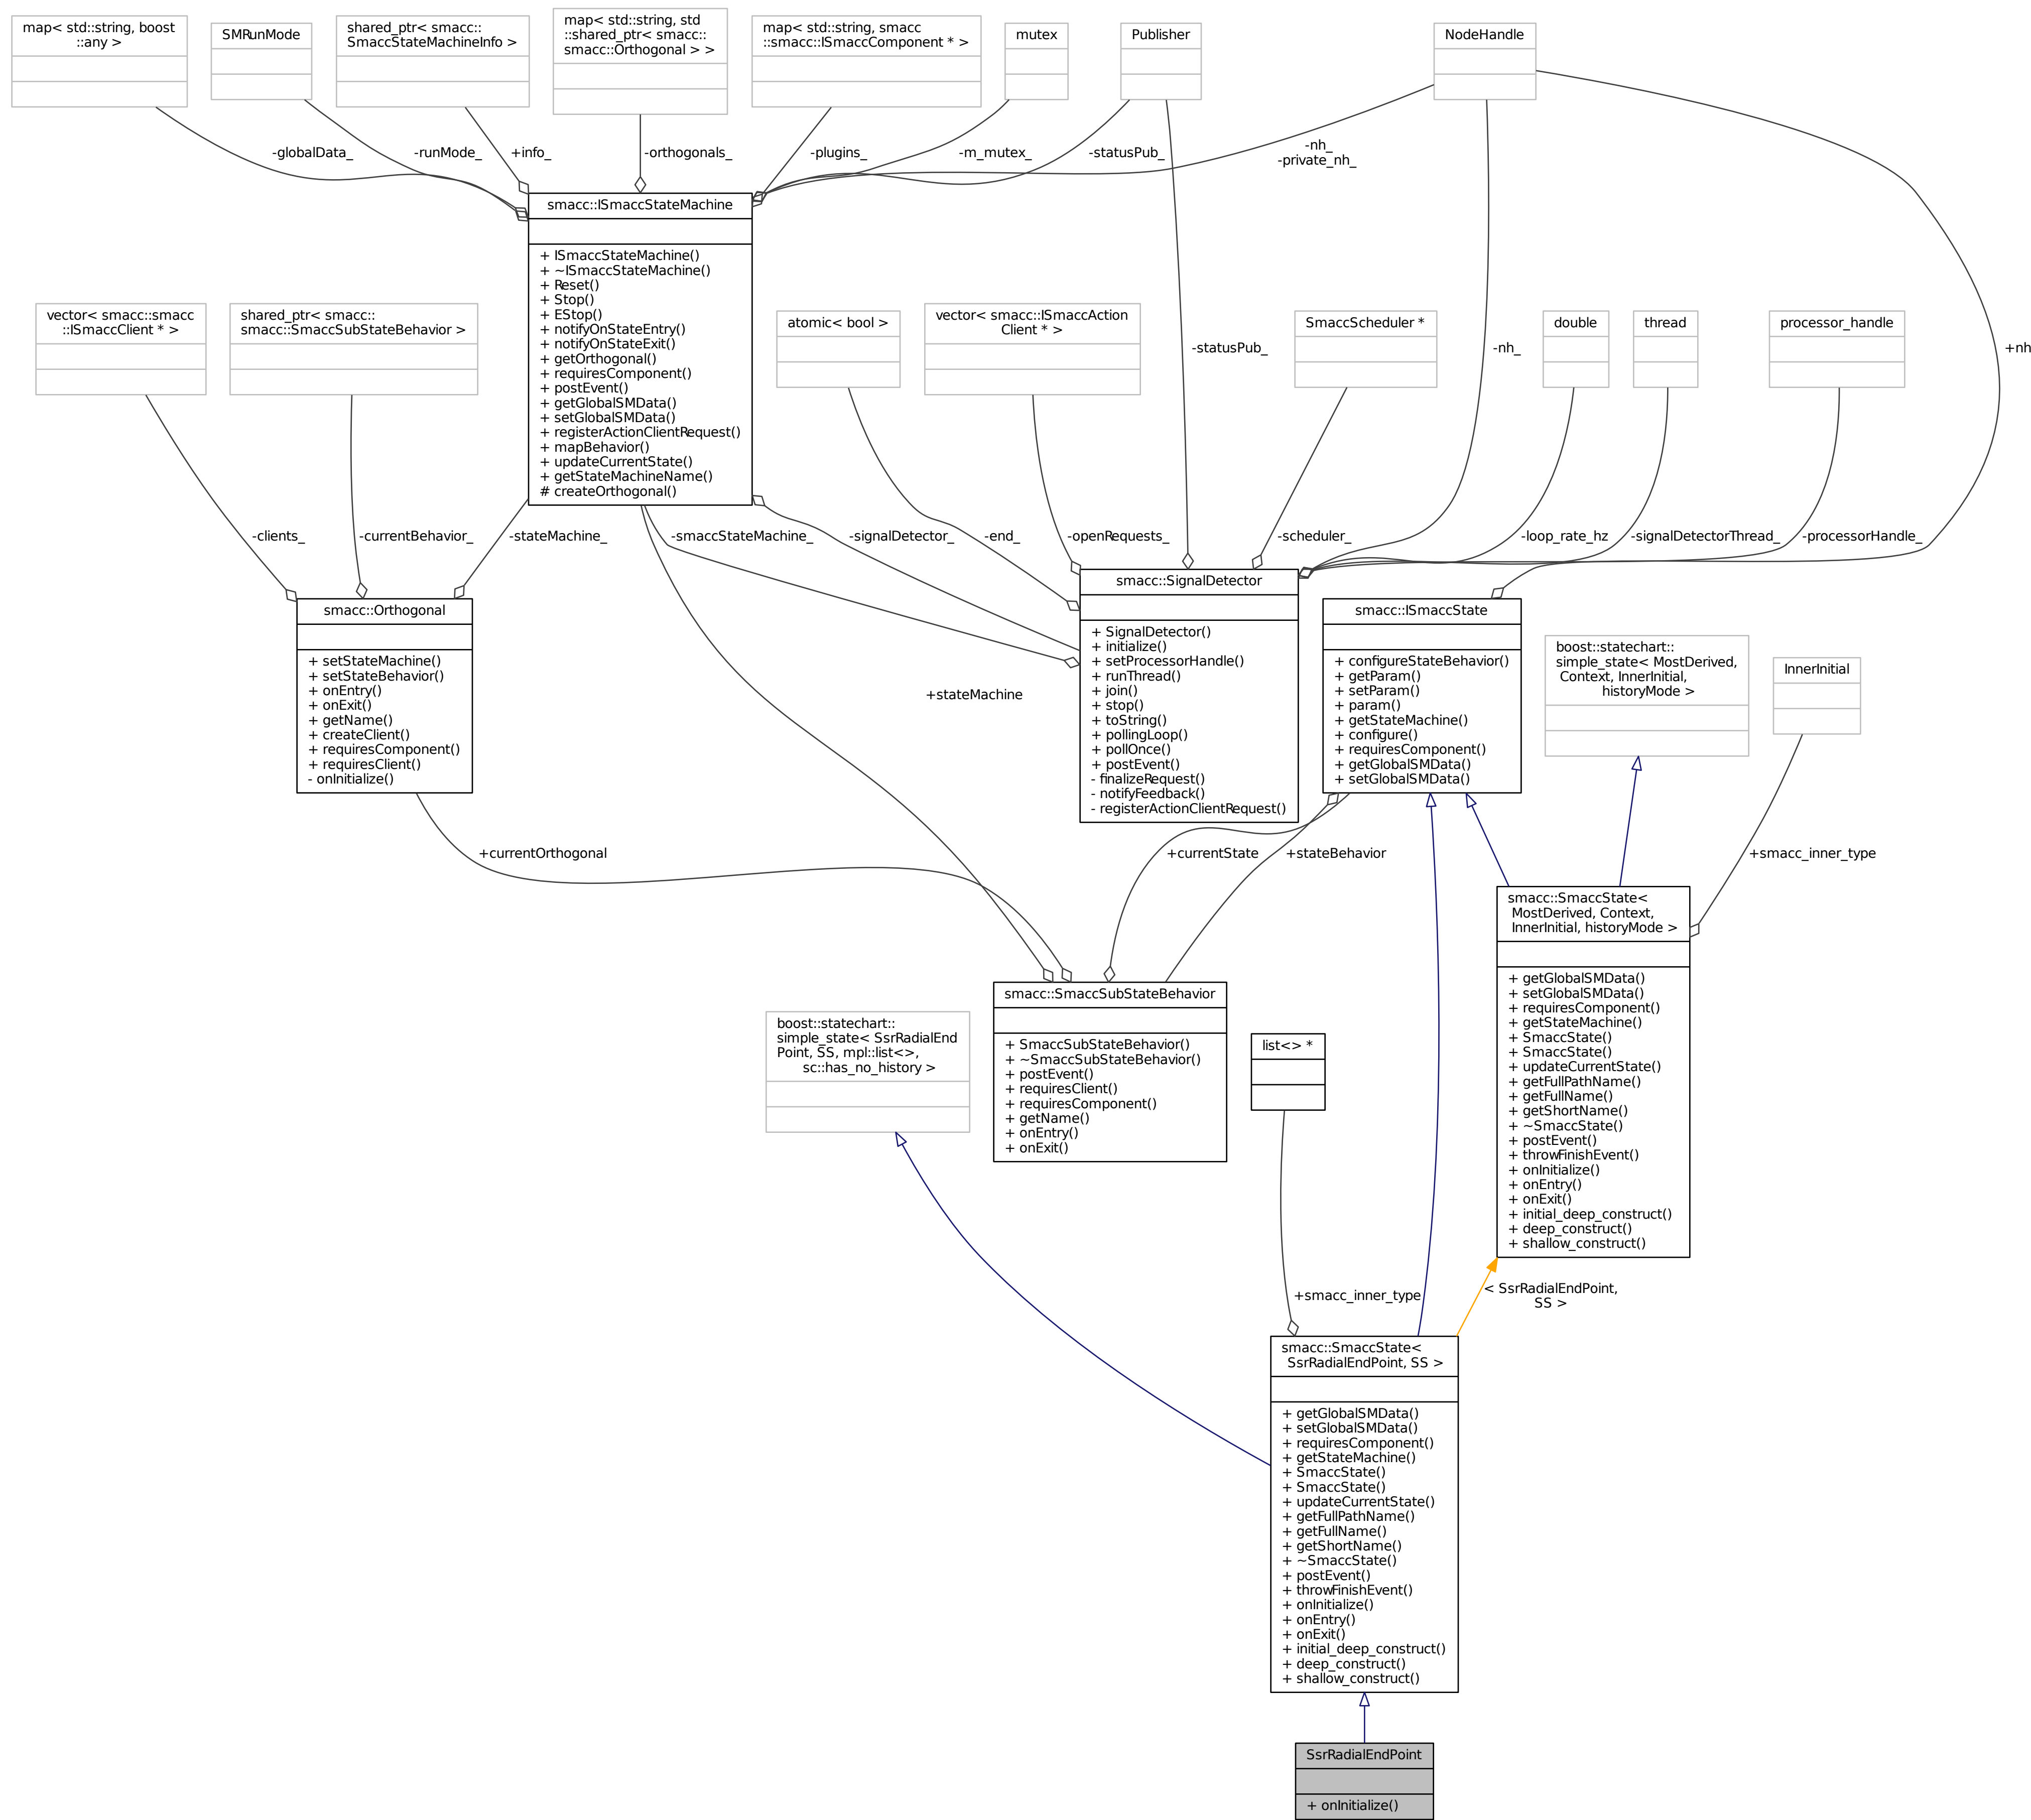 map< std::string, boost
::any >
SMRunMode
shared_ptr< smacc::
SmaccStateMachineInfo >
map< std::string, std
::shared_ptr< smacc::
smacc::Orthogonal > >
map< std::string, smacc
::smacc::ISmaccComponent * >
mutex
Publisher
NodeHandle
-globalData_
-runMode_
+info_
-orthogonals_
-plugins_
-m_mutex_
-statusPub_
-nh_
-private_nh_
smacc::ISmaccStateMachine
+ ISmaccStateMachine()
+ ~ISmaccStateMachine()
+ Reset()
+ Stop()
+ EStop()
+ notifyOnStateEntry()
+ notifyOnStateExit()
+ getOrthogonal()
+ requiresComponent()
+ postEvent()
+ getGlobalSMData()
+ setGlobalSMData()
+ registerActionClientRequest()
+ mapBehavior()
+ updateCurrentState()
+ getStateMachineName()
# createOrthogonal()
vector< smacc::smacc
::ISmaccClient * >
shared_ptr< smacc::
smacc::SmaccSubStateBehavior >
atomic< bool >
vector< smacc::ISmaccAction
Client * >
SmaccScheduler *
double
thread
processor_handle
-statusPub_
-nh_
+nh
-clients_
-currentBehavior_
-stateMachine_
-smaccStateMachine_
-signalDetector_
-end_
-openRequests_
-scheduler_
-loop_rate_hz
-signalDetectorThread_
-processorHandle_
smacc::Orthogonal
+ setStateMachine()
+ setStateBehavior()
+ onEntry()
+ onExit()
+ getName()
+ createClient()
+ requiresComponent()
+ requiresClient()
- onInitialize()
smacc::SignalDetector
+ SignalDetector()
+ initialize()
+ setProcessorHandle()
+ runThread()
+ join()
+ stop()
+ toString()
+ pollingLoop()
+ pollOnce()
+ postEvent()
- finalizeRequest()
- notifyFeedback()
- registerActionClientRequest()
smacc::ISmaccState
+ configureStateBehavior()
+ getParam()
+ setParam()
+ param()
+ getStateMachine()
+ configure()
+ requiresComponent()
+ getGlobalSMData()
+ setGlobalSMData()
boost::statechart::
simple_state< MostDerived,
Context, InnerInitial,
historyMode >
InnerInitial
+stateMachine
+currentOrthogonal
+currentState
+stateBehavior
+smacc_inner_type
smacc::SmaccState<
MostDerived, Context,
InnerInitial, historyMode >
+ getGlobalSMData()
+ setGlobalSMData()
+ requiresComponent()
+ getStateMachine()
+ SmaccState()
+ SmaccState()
+ updateCurrentState()
+ getFullPathName()
+ getFullName()
+ getShortName()
+ ~SmaccState()
+ postEvent()
+ throwFinishEvent()
+ onInitialize()
+ onEntry()
+ onExit()
+ initial_deep_construct()
+ deep_construct()
+ shallow_construct()
smacc::SmaccSubStateBehavior
+ SmaccSubStateBehavior()
+ ~SmaccSubStateBehavior()
+ postEvent()
+ requiresClient()
+ requiresComponent()
+ getName()
+ onEntry()
+ onExit()
boost::statechart::
simple_state< SsrRadialEnd
Point, SS, mpl::list<>,
sc::has_no_history >
list<> *
+smacc_inner_type
< SsrRadialEndPoint,
SS >
smacc::SmaccState<
SsrRadialEndPoint, SS >
+ getGlobalSMData()
+ setGlobalSMData()
+ requiresComponent()
+ getStateMachine()
+ SmaccState()
+ SmaccState()
+ updateCurrentState()
+ getFullPathName()
+ getFullName()
+ getShortName()
+ ~SmaccState()
+ postEvent()
+ throwFinishEvent()
+ onInitialize()
+ onEntry()
+ onExit()
+ initial_deep_construct()
+ deep_construct()
+ shallow_construct()
SsrRadialEndPoint
+ onInitialize()